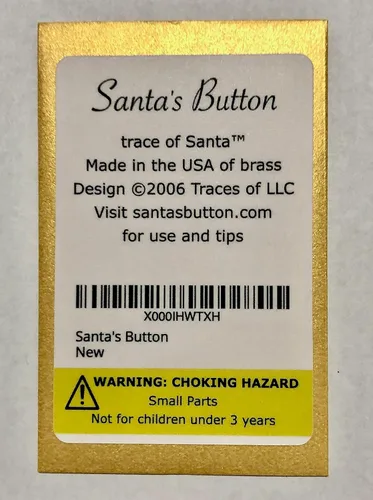 Santa's Button
trace of Santa™
Made in the USA of brass
Design ©2006 Traces of LLC
Visit santasbutton.com
for use and tips
X000IHWTXH
Santa's Button
New
WARNING: CHOKING HAZARD
Small Parts
Not for children under 3 years